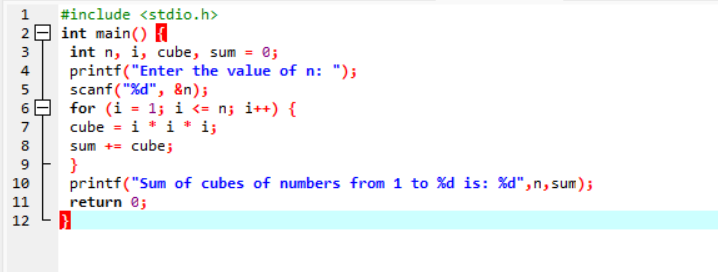 1 #include <stdio.h>
2 int main() {
3 int n, i, cube, sum = 0;
4 printf("Enter the value of n: ");
5 scanf("%d", &n);
6 for (i = 1; i <= n; i++) {
7 cube = i * i * i;
8 sum += cube;
9 }
10 printf("Sum of cubes of numbers from 1 to %d is: %d",n,sum);
11 return 0;
12 }